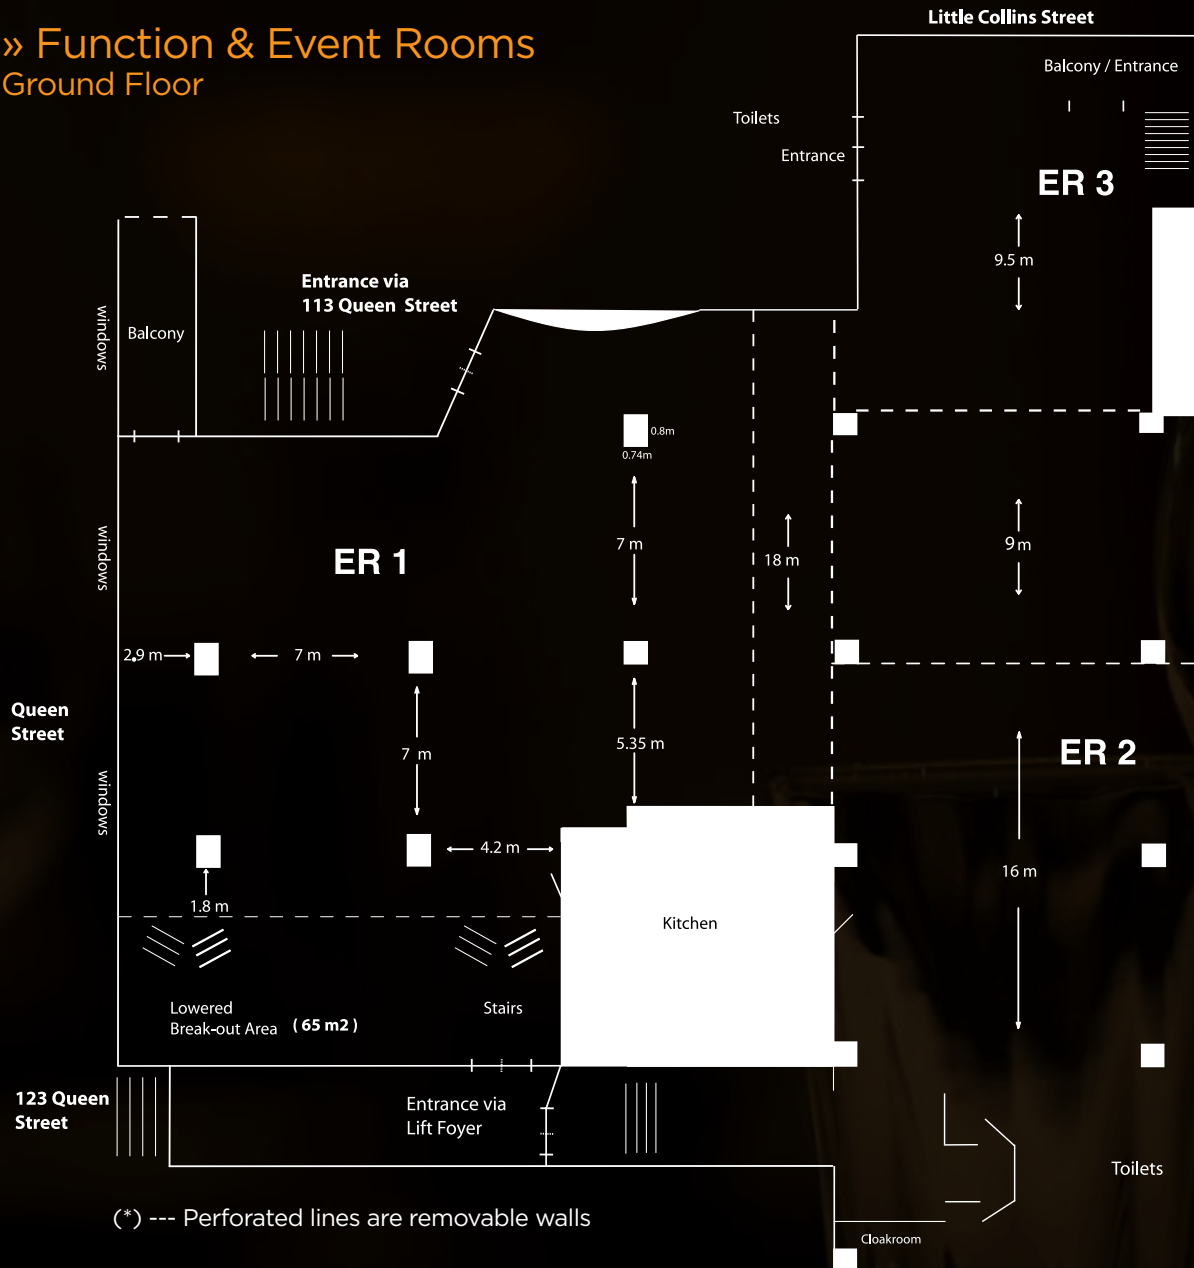 » Function & Event Rooms
Ground Floor
Little Collins Street
Balcony / Entrance
Toilets
Entrance
ER 3
9.5 m
Entrance via
113 Queen Street
windows
Balcony
0.8m
0.74m
windows
ER 1
7 m
18 m
9 m
2.9 m
7 m
Queen
Street
7 m
5.35 m
ER 2
windows
4.2 m
16 m
1.8 m
Kitchen
Lowered
Break-out Area ( 65 m2 )
Stairs
123 Queen
Street
Entrance via
Lift Foyer
Toilets
(*) --- Perforated lines are removable walls
Cloakroom